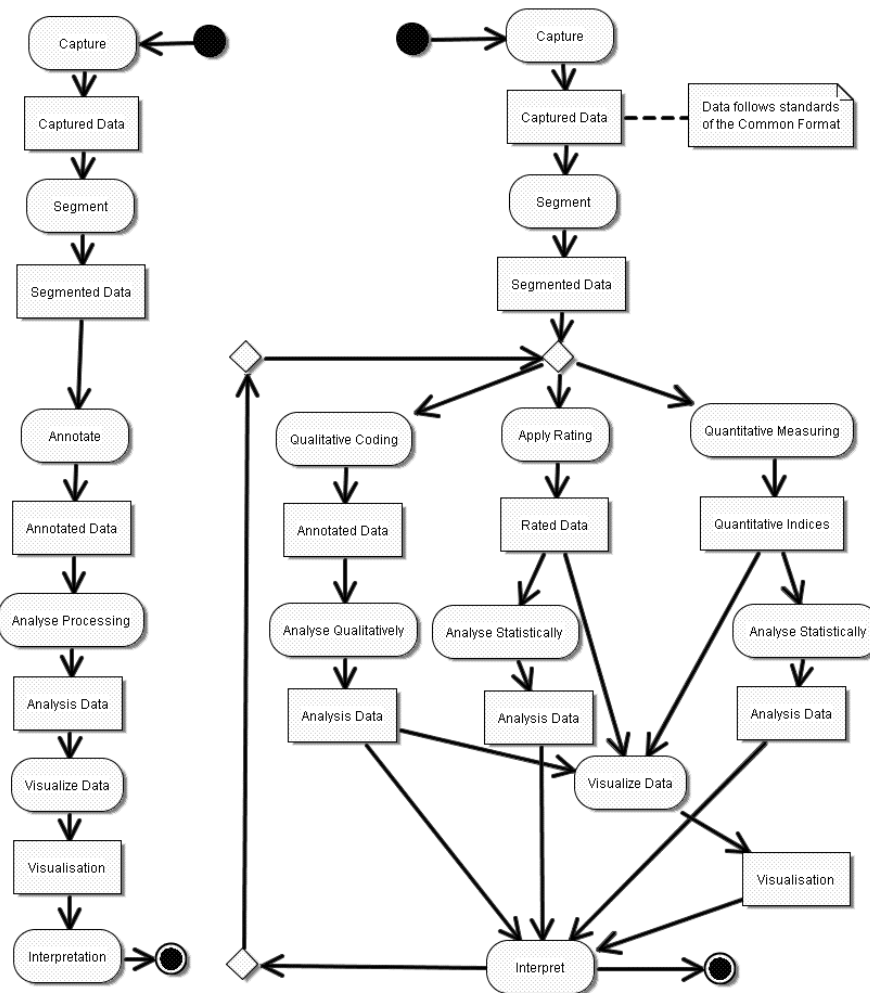 Capture
Captured Data
Segment
Segmented Data
Annotate
Annotated Data
Analyse Processing
Analysis Data
Visualize Data
Visualisation
Interpretation
Capture
Captured Data
Data follows standards
of the Common Format
Segment
Segmented Data
Qualitative Coding
Apply Rating
Quantitative Measuring
Annotated Data
Rated Data
Quantitative Indices
Analyse Qualitatively
Analyse Statistically
Analyse Statistically
Analysis Data
Analysis Data
Analysis Data
Visualize Data
Visualisation
Interpret